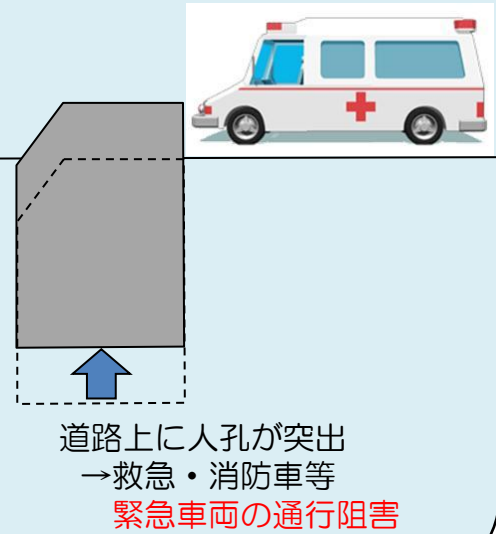 道路上に人孔が突出
→救急・消防車等
緊急車両の通行阻害